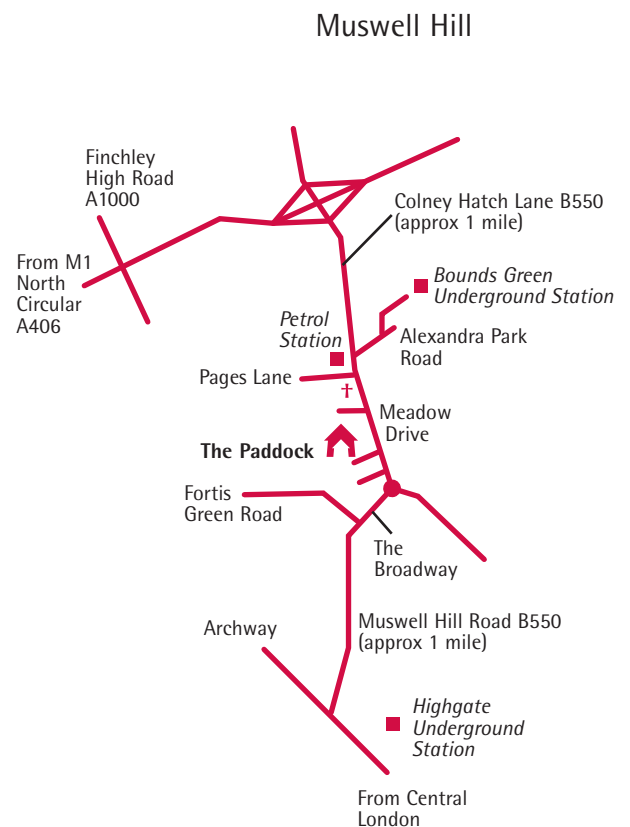 Muswell Hill
Finchley
High Road
A1000
Colney Hatch Lane B550
(approx 1 mile)
From M1
North
Circular
A406
Bounds Green
Underground Station
Petrol
Station
Alexandra Park
Road
Pages Lane
Meadow
Drive
The Paddock
Fortis
Green Road
The
Broadway
Archway
Muswell Hill Road B550
(approx 1 mile)
Highgate
Underground
Station
From Central
London